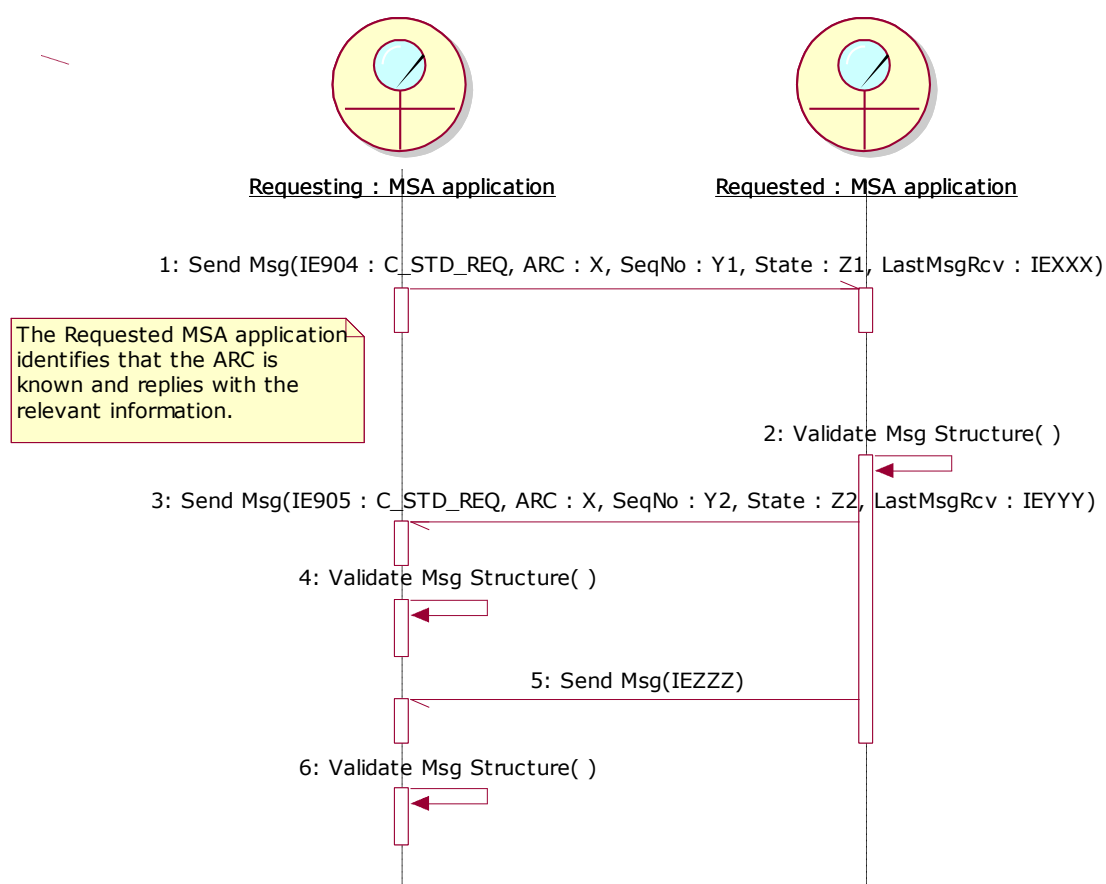 Requesting : MSA application
Requested : MSA application
1: Send Msg(IE904 : C_STD_REQ, ARC : X, SeqNo : Y1, State : Z1, LastMsgRcv : IEXXX)
The Requested MSA application
identifies that the ARC is
known and replies with the
relevant information.
2: Validate Msg Structure( )
3: Send Msg(IE905 : C_STD_REQ, ARC : X, SeqNo : Y2, State : Z2, LastMsgRcv : IEYYY)
4: Validate Msg Structure( )
5: Send Msg(IEZZZ)
6: Validate Msg Structure( )